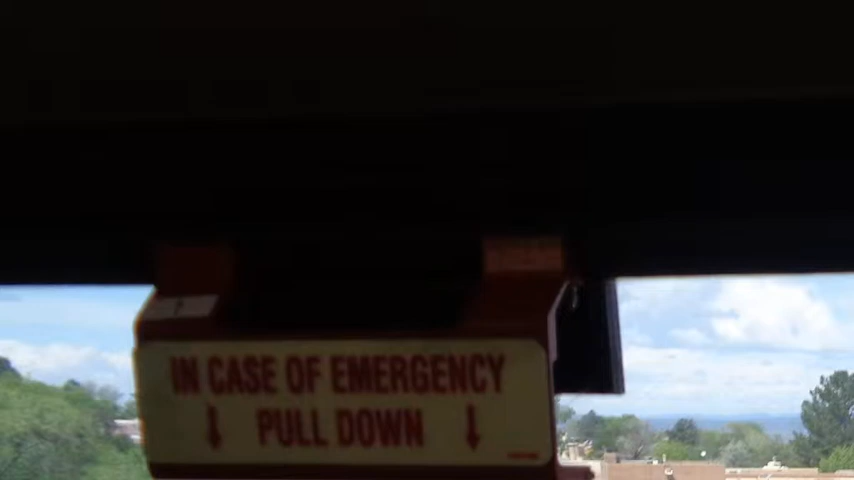 IN CASE OF EMERGENCY
↓ PULL DOWN ↓